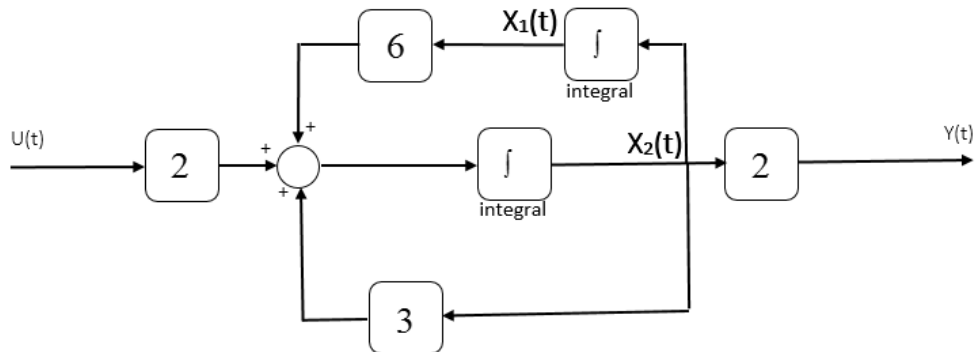 6
X₁(t)
∫
integral
U(t)
2
+
+
+
∫
integral
X₂(t)
2
Y(t)
3